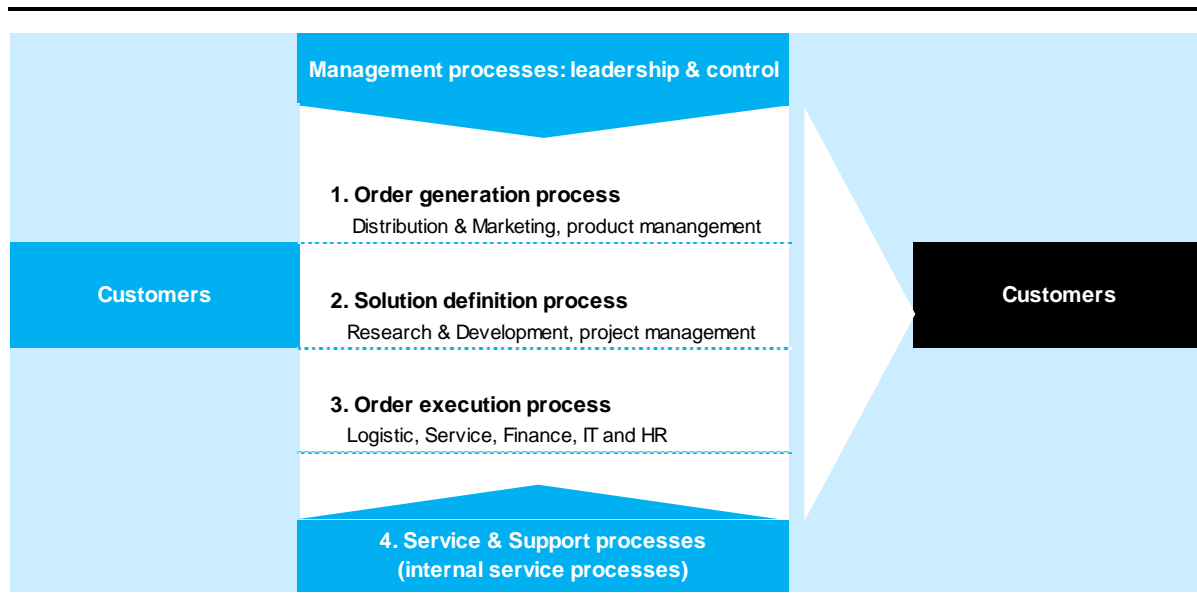 Management processes: leadership & control
1. Order generation process
Distribution & Marketing, product manangement
Customers
2. Solution definition process
Research & Development, project management
Customers
3. Order execution process
Logistic, Service, Finance, IT and HR
4. Service & Support processes
(internal service processes)